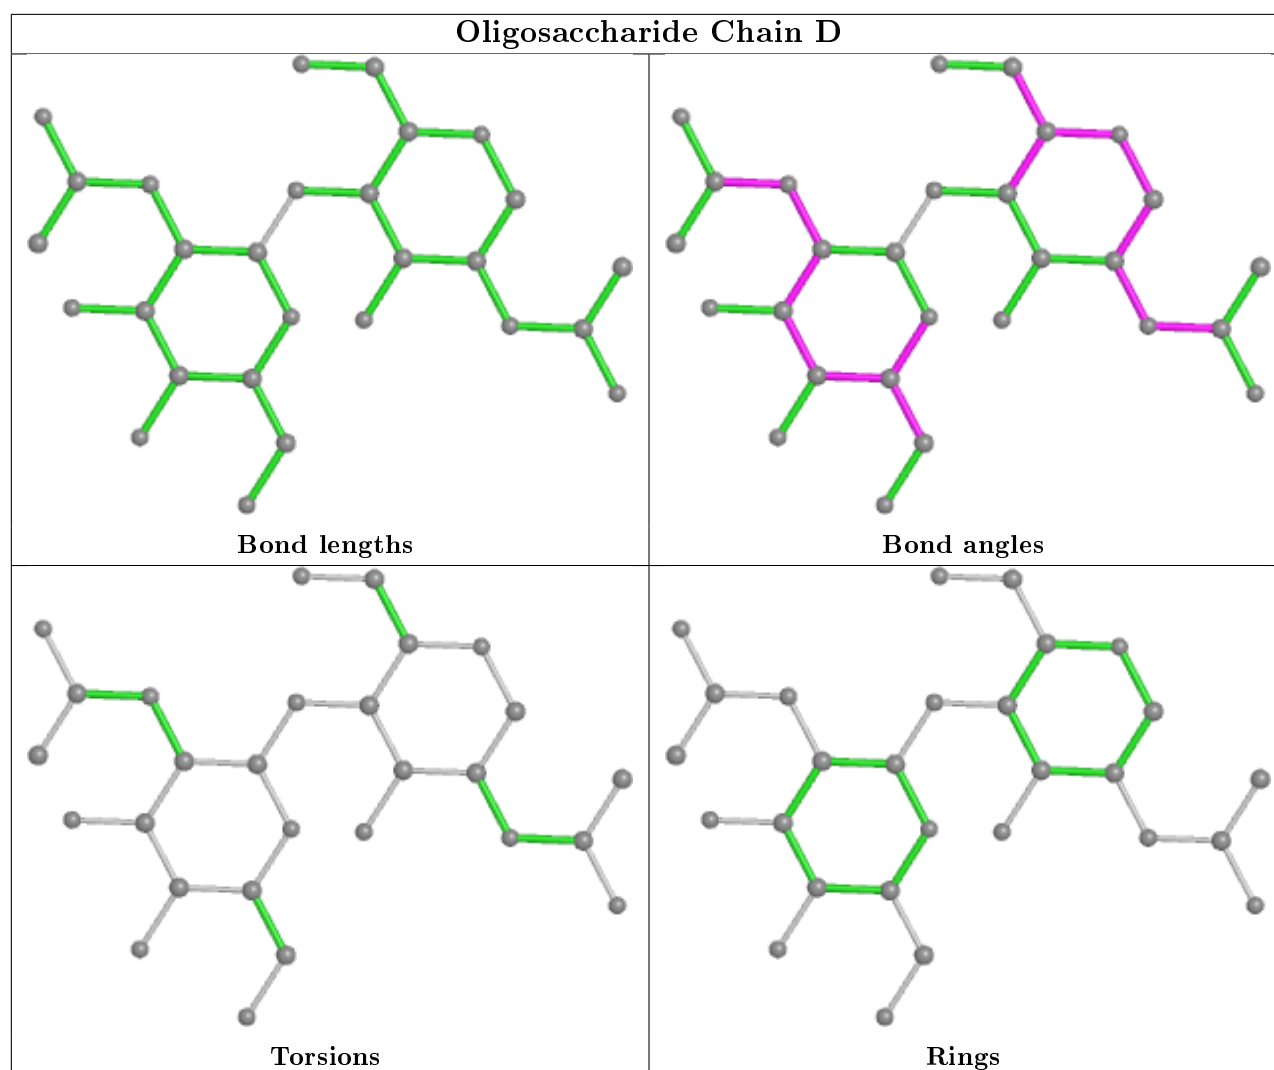 Oligosaccharide Chain D
Bond lengths
Bond angles
Torsions
Rings